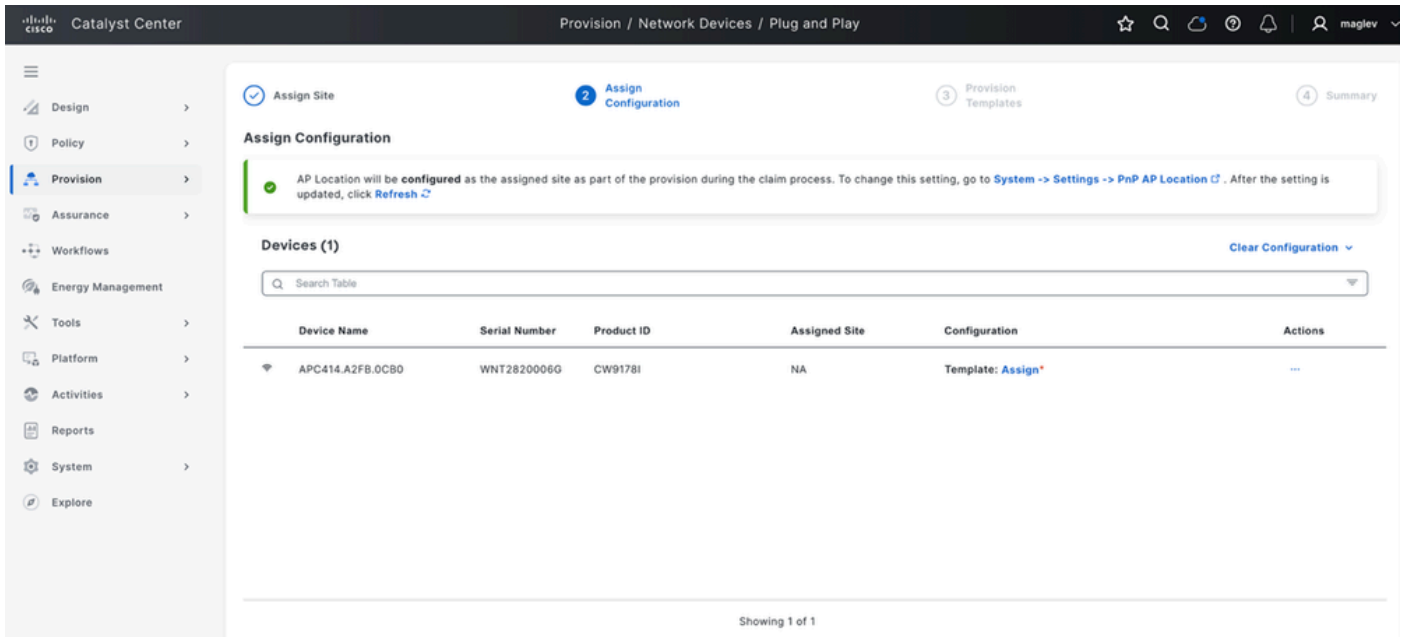 CISCO
Catalyst Center
Provision / Network Devices / Plug and Play
maglev
Design
Policy
Provision
Assurance
Workflows
Energy Management
Tools
Platform
Activities
Reports
System
Explore
Assign Site
2 Assign
Configuration
3 Provision
Templates
4 Summary
Assign Configuration
AP Location will be configured as the assigned site as part of the provision during the claim process. To change this setting, go to System -> Settings -> PnP AP Location . After the setting is
updated, click Refresh
Devices (1)
Clear Configuration
Search Table
Device Name Serial Number Product ID Assigned Site Configuration Actions
APC414.A2FB.0CB0 WNT2820006G CW9178I NA Template: Assign* ...
Showing 1 of 1